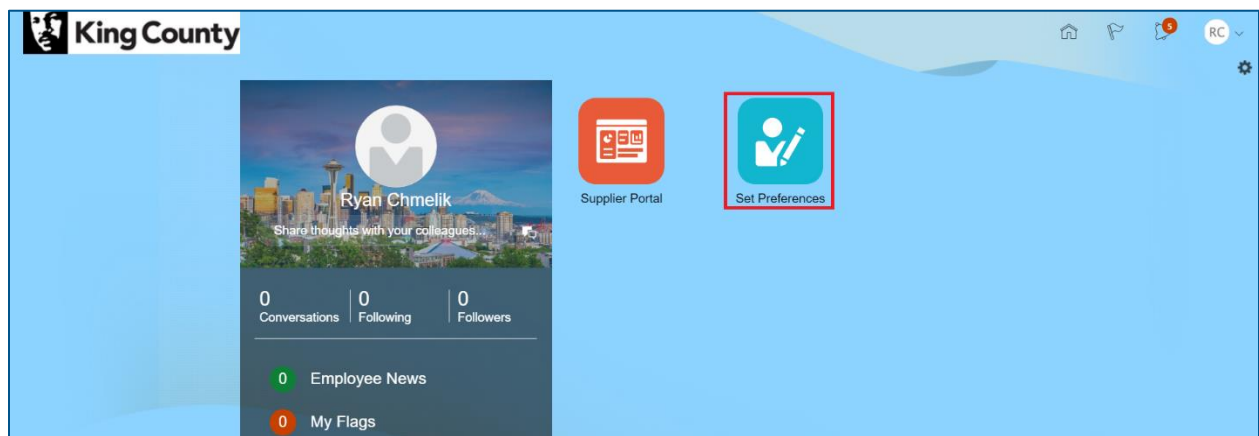 King County
5
RC
Ryan Chmelik
Share thoughts with your colleagues...
Supplier Portal
Set Preferences
0 0 0
Conversations Following Followers
0 Employee News
0 My Flags